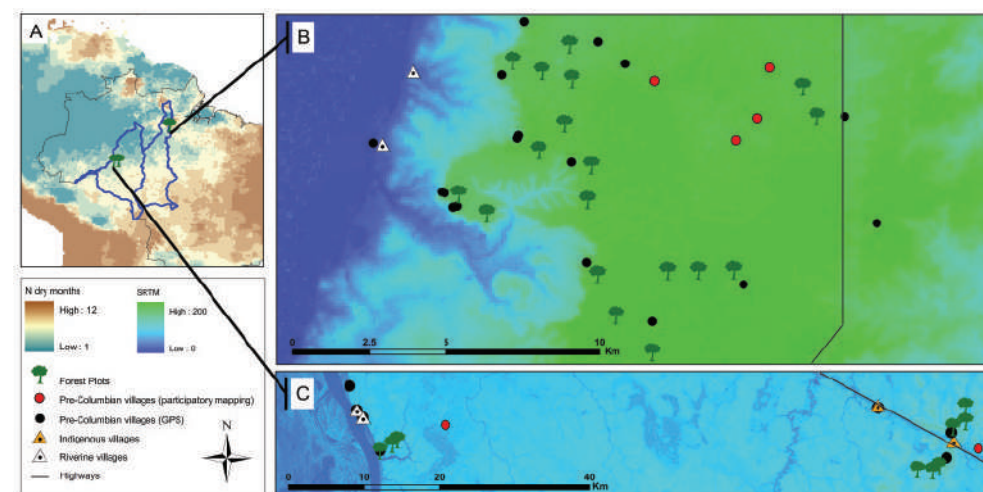 A
B
N dry months
SRTM
High : 12
High : 200
Low : 1
Low : 0
Forest Plots
Pre-Columbian villages (participatory mapping)
Pre-Columbian villages (GPS)
Indigenous villages
Riverine villages
Highways
N
0 2.5 5 10
Km
C
0 10 20 40
Km